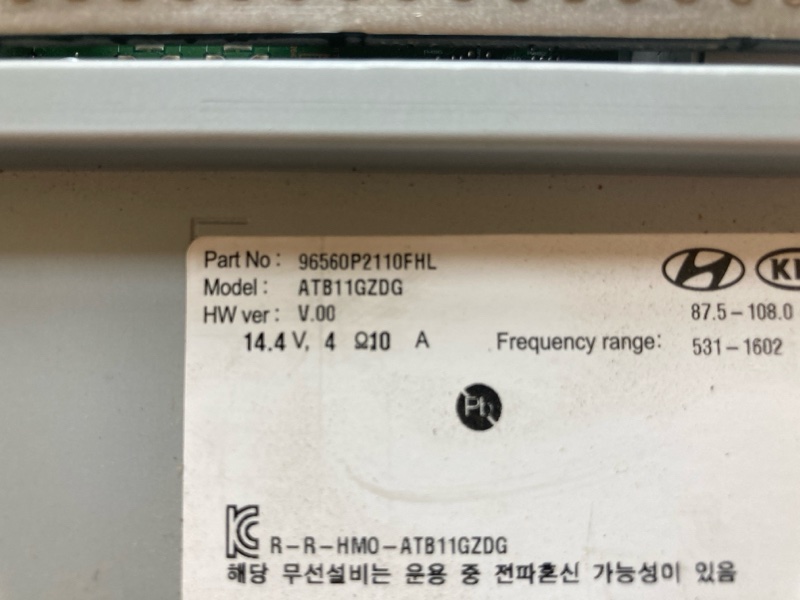 Part No : 96560P2110FHL
Model : ATB11GZDG
HW ver : V.00
87.5-108.0
14.4 V, 4 Ω10 A Frequency range: 531-1602
Pb
R-R-HMO-ATB11GZDG
해당 무선설비는 운용 중 전파혼신 가능성이 있음